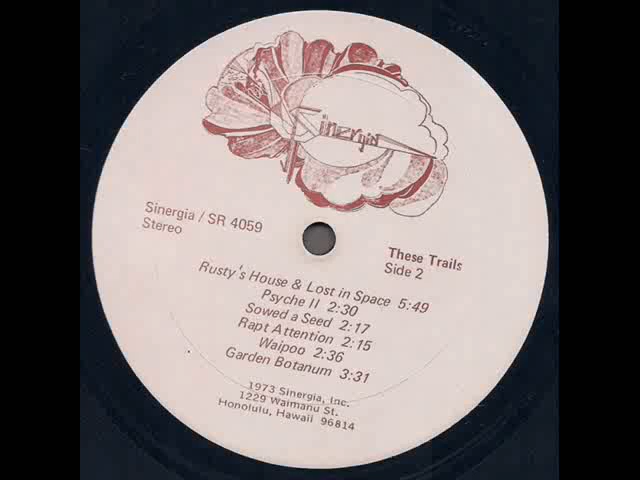 Sinergia
Sinergia / SR 4059
Stereo
These Trails
Side 2
Rusty's House & Lost in Space 5:49
Psyche II 2:30
Sowed a Seed 2:17
Rapt Attention 2:15
Waipoo 2:36
Garden Botanum 3:31
1973 Sinergia, Inc.
1229 Waimanu St.
Honolulu, Hawaii 96814